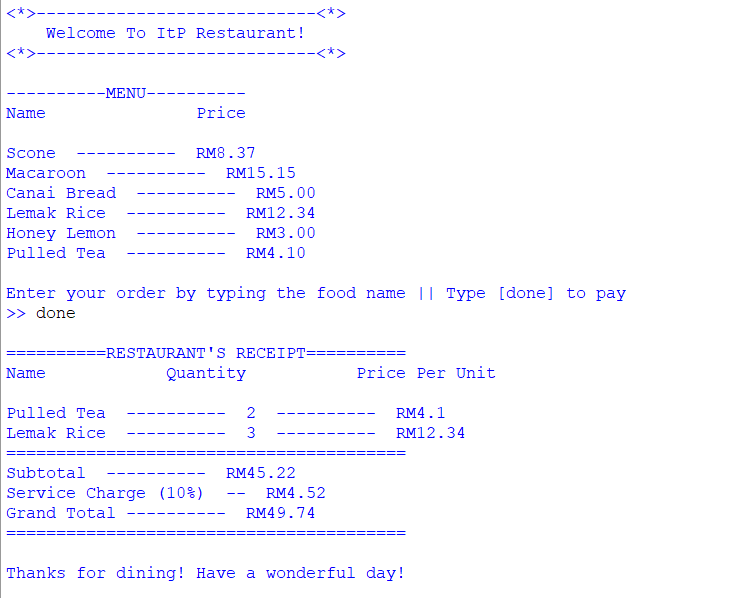 <*>----------------------------<*>
    Welcome To ItP Restaurant!
<*>----------------------------<*>
----------MENU----------
Name               Price
Scone  ----------  RM8.37
Macaroon  ----------  RM15.15
Canai Bread  ----------  RM5.00
Lemak Rice  ----------  RM12.34
Honey Lemon  ----------  RM3.00
Pulled Tea  ----------  RM4.10
Enter your order by typing the food name || Type [done] to pay
>> done
==========RESTAURANT'S RECEIPT==========
Name            Quantity           Price Per Unit
Pulled Tea  ----------  2  ----------  RM4.1
Lemak Rice  ----------  3  ----------  RM12.34
========================================
Subtotal  ----------  RM45.22
Service Charge (10%)  --  RM4.52
Grand Total ----------  RM49.74
========================================
Thanks for dining! Have a wonderful day!